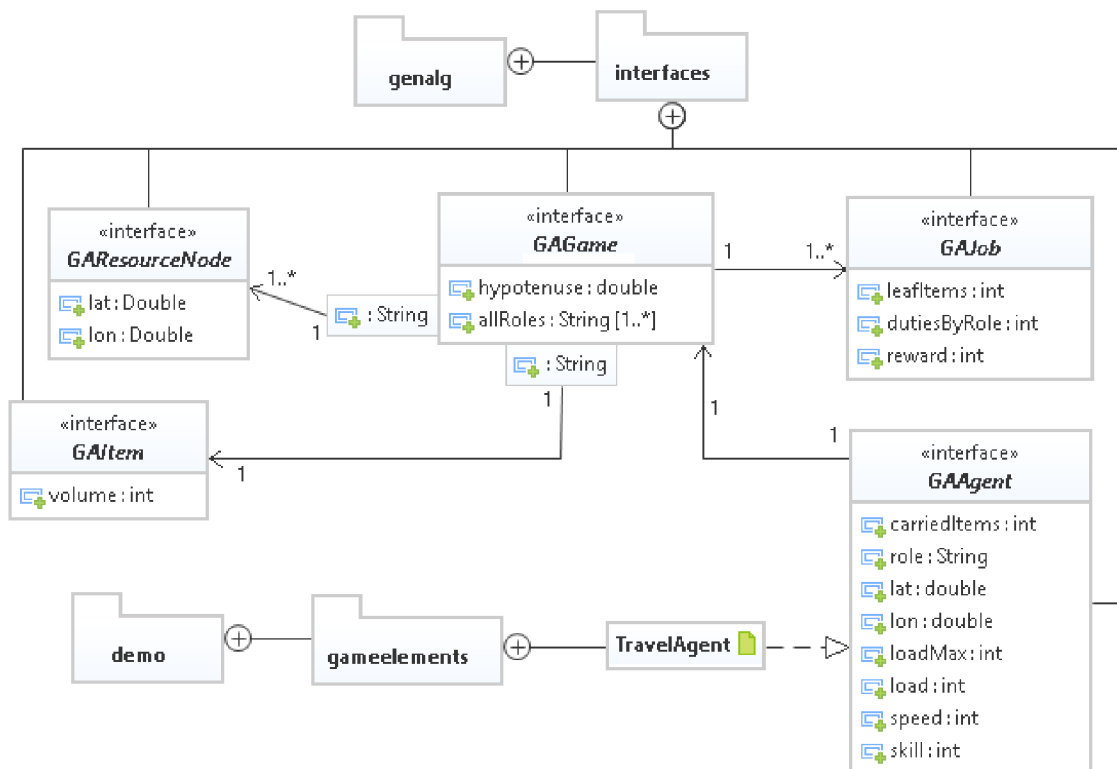 genalg
interfaces
«interface»
GAResourceNode
lat : Double
lon : Double
1..*
1
: String
«interface»
GAGame
hypotenuse : double
allRoles : String [1..*]
: String
1
1
1..*
«interface»
GAJob
leafItems : int
dutiesByRole : int
reward : int
«interface»
GAItem
volume : int
1
1
1
«interface»
GAAgent
carriedItems : int
role : String
lat : double
lon : double
loadMax : int
load : int
speed : int
skill : int
demo
gameelements
TravelAgent